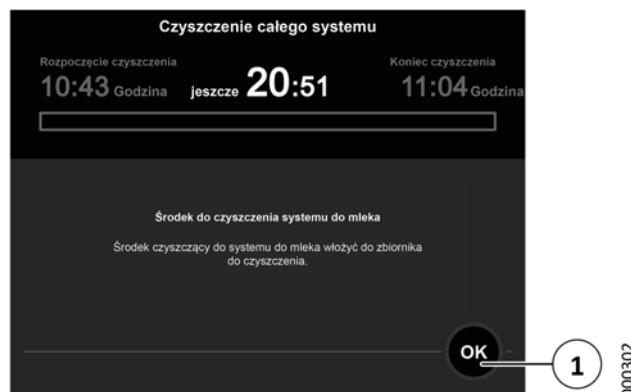 Czyszczenie całego systemu
Rozpoczęcie czyszczenia
Koniec czyszczenia
10:43 Godzina jeszcze 20:51 11:04 Godzina
Środek do czyszczenia systemu do mleka
Środek czyszczący do systemu do mleka włożyć do zbiornika
do czyszczenia.
OK
1
000302